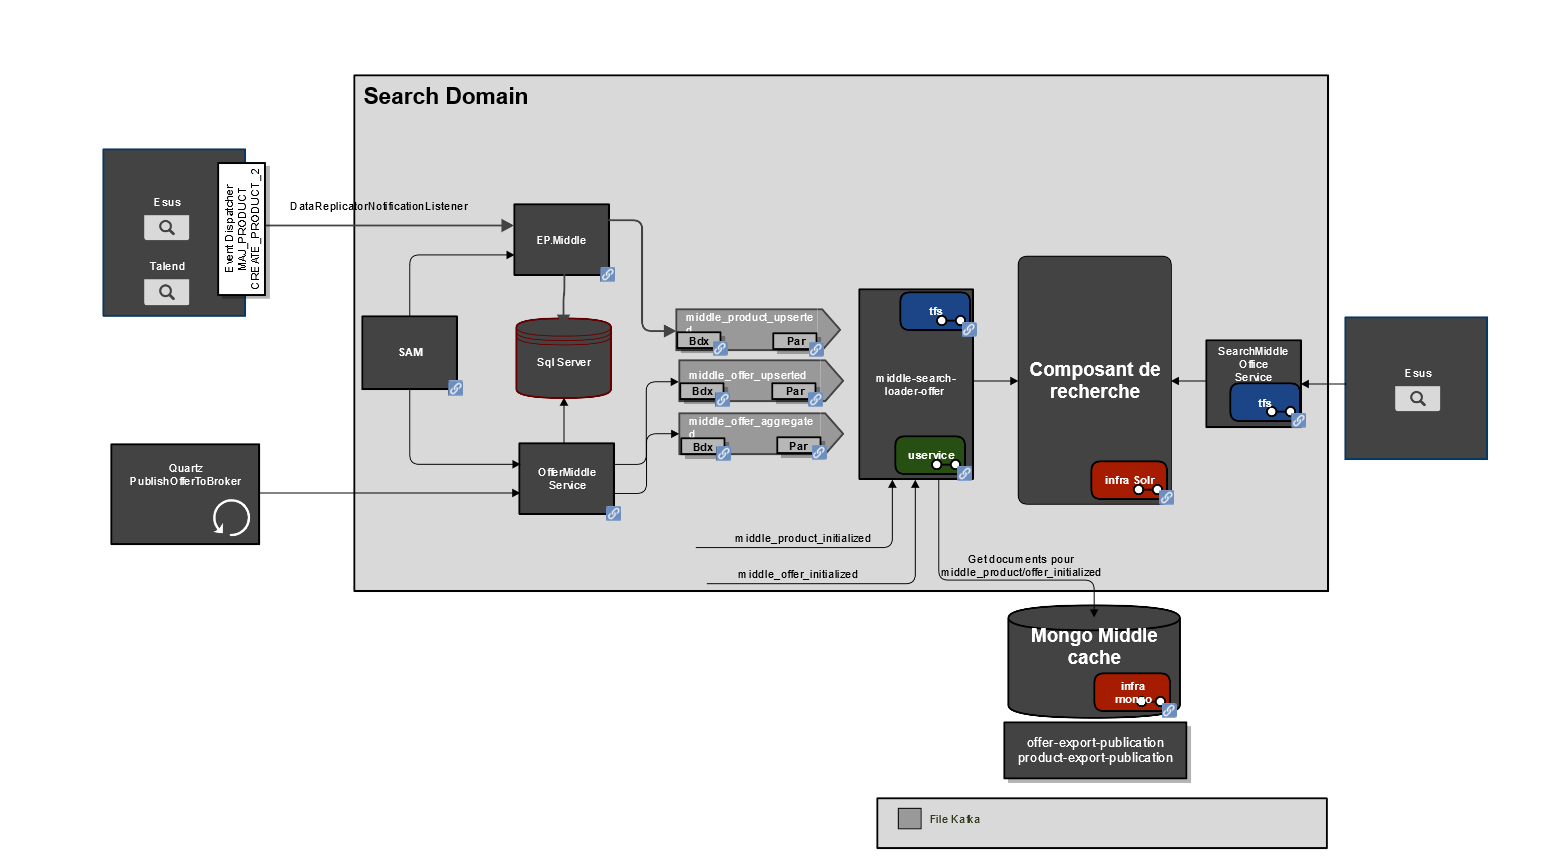 Search Domain
Esus
Talend
Event Dispatcher
MAJ_PRODUCT
CREATE_PRODUCT_2
DataReplicatorNotificationListener
EP.Middle
SAM
Sql Server
middle_product_upserte
d
Bdx
Par
middle_offer_upserted
Bdx
Par
middle_offer_aggregate
d
Bdx
Par
tfs
middle-search-
loader-offer
uservice
Composant de
recherche
infra Solr
SearchMiddle
Office
Service
tfs
Esus
Quartz
PublishOfferToBroker
OfferMiddle
Service
middle_product_initialized
middle_offer_initialized
Get documents pour
middle_product/offer_initialized
Mongo Middle
cache
infra
mongo
offer-export-publication
product-export-publication
File Kafka